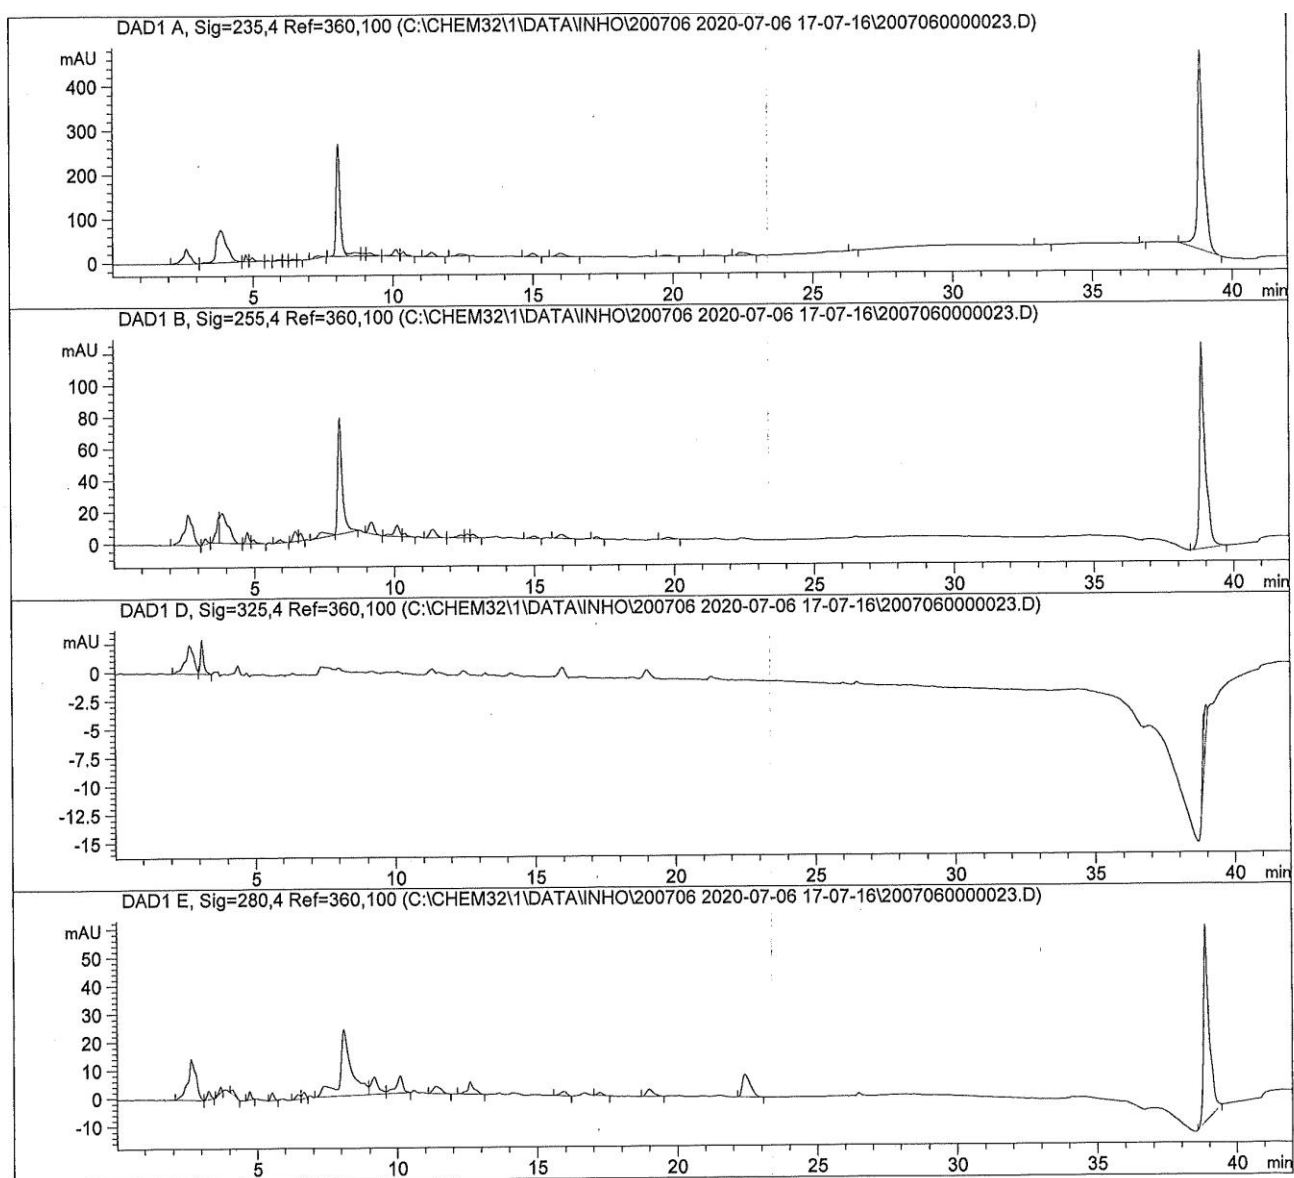 DAD1 A, Sig=235,4 Ref=360,100 (C:\CHEM32\1\DATA\INHO\200706 2020-07-06 17-07-16\2007060000023.D)
mAU
400
300
200
100
0
5 10 15 20 25 30 35 40 min
DAD1 B, Sig=255,4 Ref=360,100 (C:\CHEM32\1\DATA\INHO\200706 2020-07-06 17-07-16\2007060000023.D)
mAU
100
80
60
40
20
0
5 10 15 20 25 30 35 40 min
DAD1 D, Sig=325,4 Ref=360,100 (C:\CHEM32\1\DATA\INHO\200706 2020-07-06 17-07-16\2007060000023.D)
mAU
0
-2.5
-5
-7.5
-10
-12.5
-15
5 10 15 20 25 30 35 40 min
DAD1 E, Sig=280,4 Ref=360,100 (C:\CHEM32\1\DATA\INHO\200706 2020-07-06 17-07-16\2007060000023.D)
mAU
50
40
30
20
10
0
-10
5 10 15 20 25 30 35 40 min